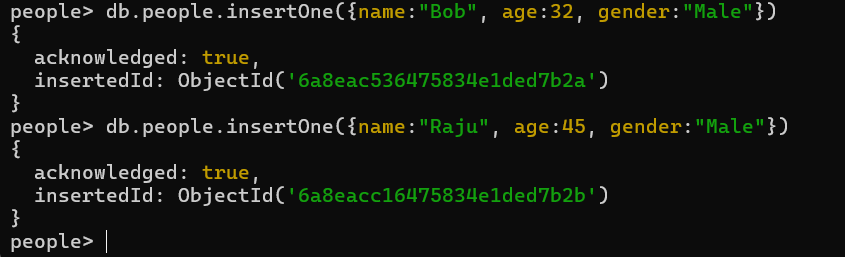 people> db.people.insertOne({name:"Bob", age:32, gender:"Male"})
{
  acknowledged: true,
  insertedId: ObjectId('6a8eac536475834e1ded7b2a')
}
people> db.people.insertOne({name:"Raju", age:45, gender:"Male"})
{
  acknowledged: true,
  insertedId: ObjectId('6a8eacc16475834e1ded7b2b')
}
people>